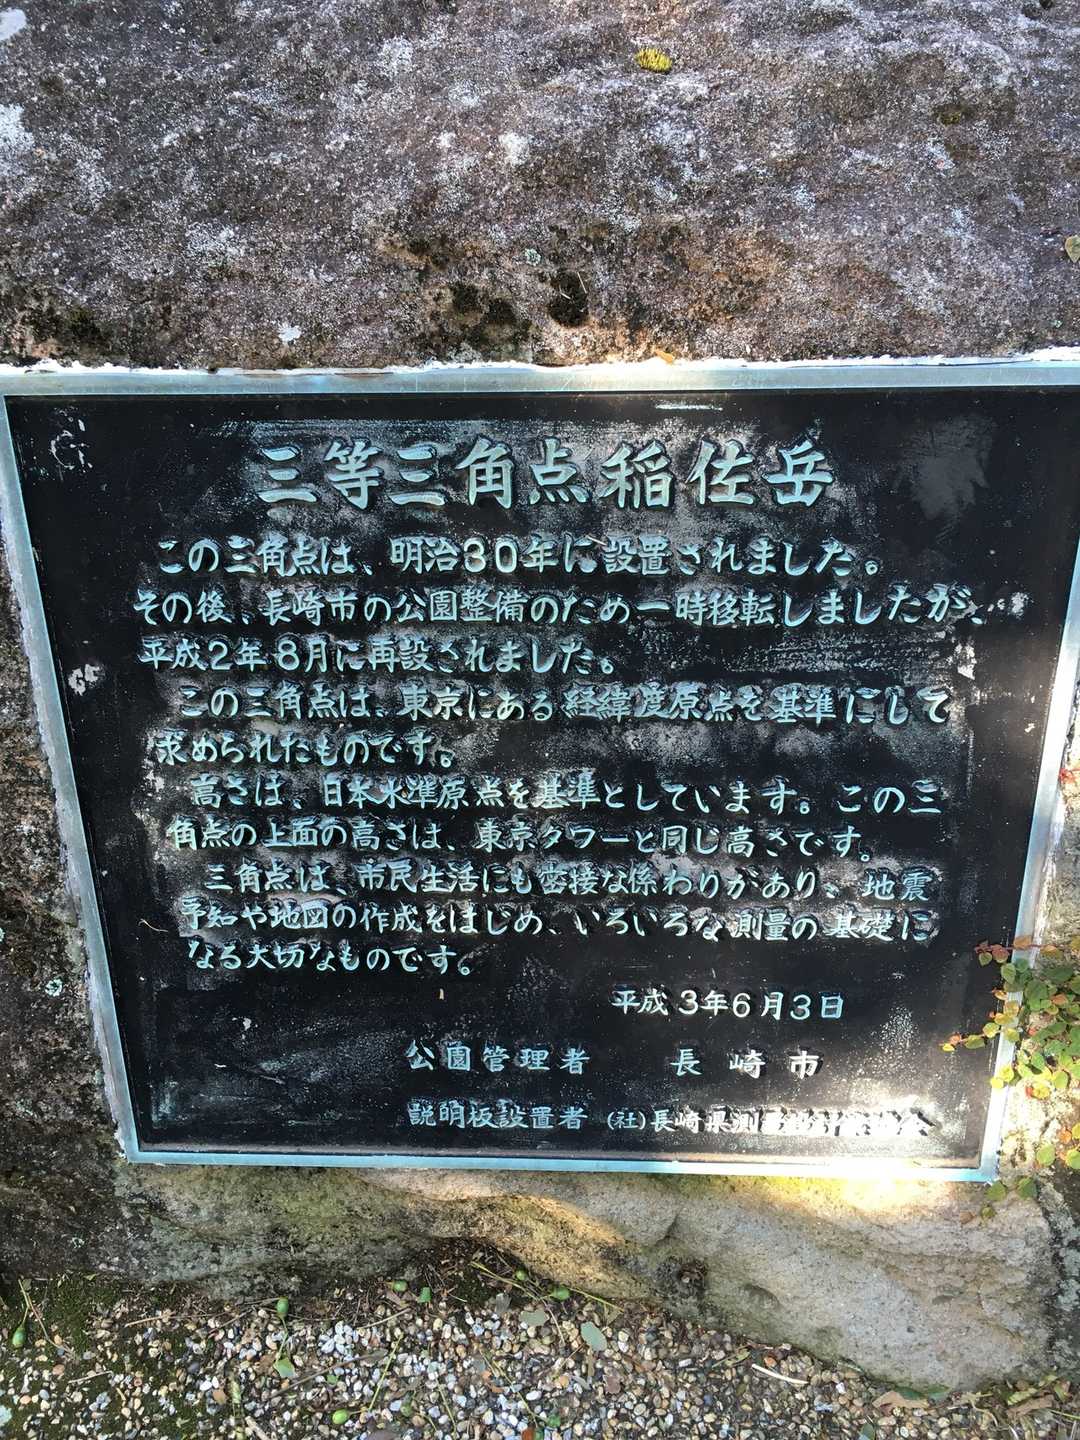 三等三角点稲佐岳
この三角点は、明治30年に設置されました。
その後、長崎市の公園整備のため一時移転しましたが、
平成2年8月に再設されました。
この三角点は、東京にある経緯度原点を基準にして
求められたものです。
高さは、日本水準原点を基準としています。この三
角点の上面の高さは、東京タワーと同じ高さです。
三角点は、市民生活にも密接な係わりがあり、地震
予知や地図の作成をはじめ、いろいろな測量の基礎に
なる大切なものです。
平成3年6月3日
公園管理者 長崎市
説明板設置者 (社)長崎県測量設計業協会